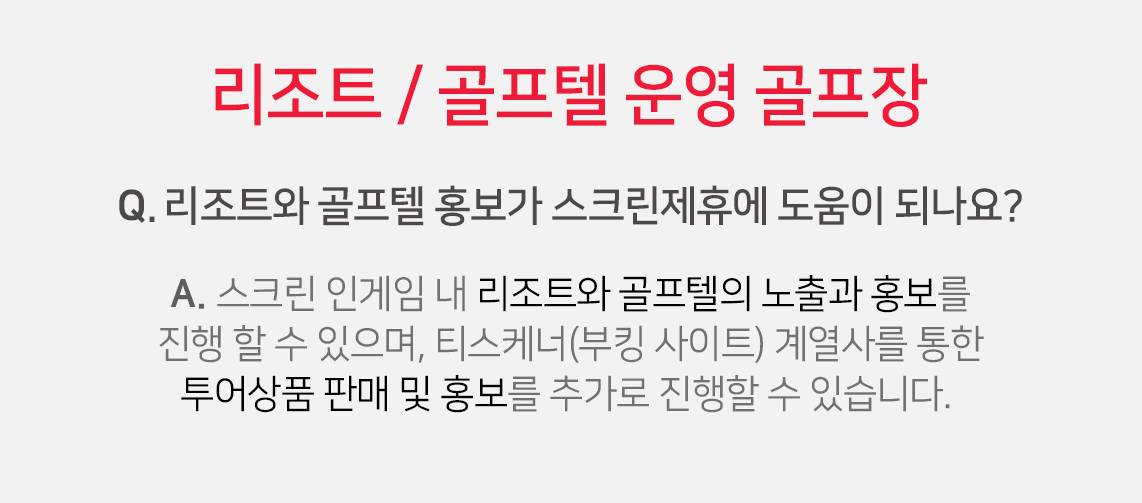 리조트 / 골프텔 운영 골프장
Q. 리조트와 골프텔 홍보가 스크린제휴에 도움이 되나요?
A. 스크린 인게임 내 리조트와 골프텔의 노출과 홍보를
진행 할 수 있으며, 티스케너(부킹 사이트) 계열사를 통한
투어상품 판매 및 홍보를 추가로 진행할 수 있습니다.